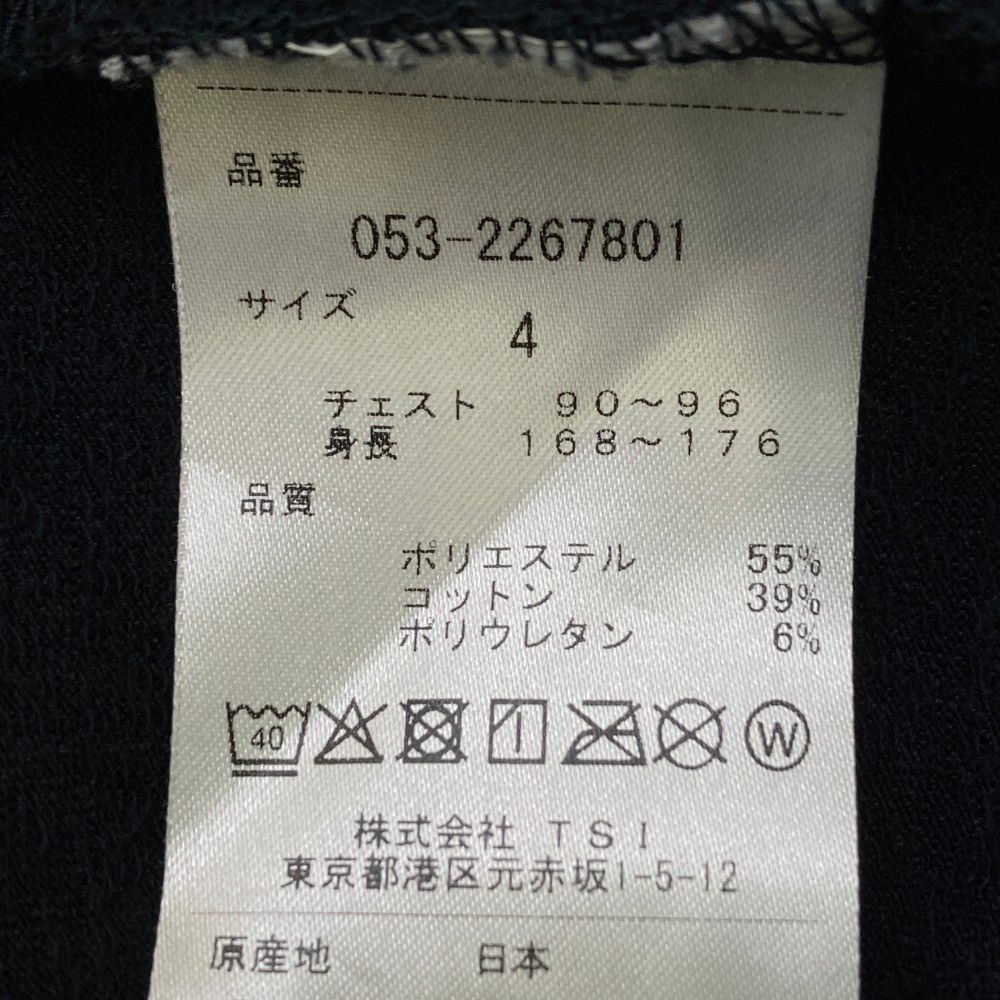 品番
053-2267801
サイズ
4
チェスト 90～96
身長 168～176
品質
ポリエステル 55%
コットン 39%
ポリウレタン 6%
40 W
株式会社 TSI
東京都港区元赤坂1-5-12
原産地 日本